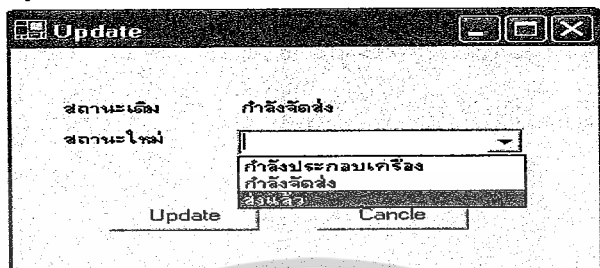 Update
สถานะเดิม กำลังจัดส่ง
สถานะใหม่
กำลังประกอบเครื่อง
กำลังจัดส่ง
ส่งแล้ว
Update Cancle